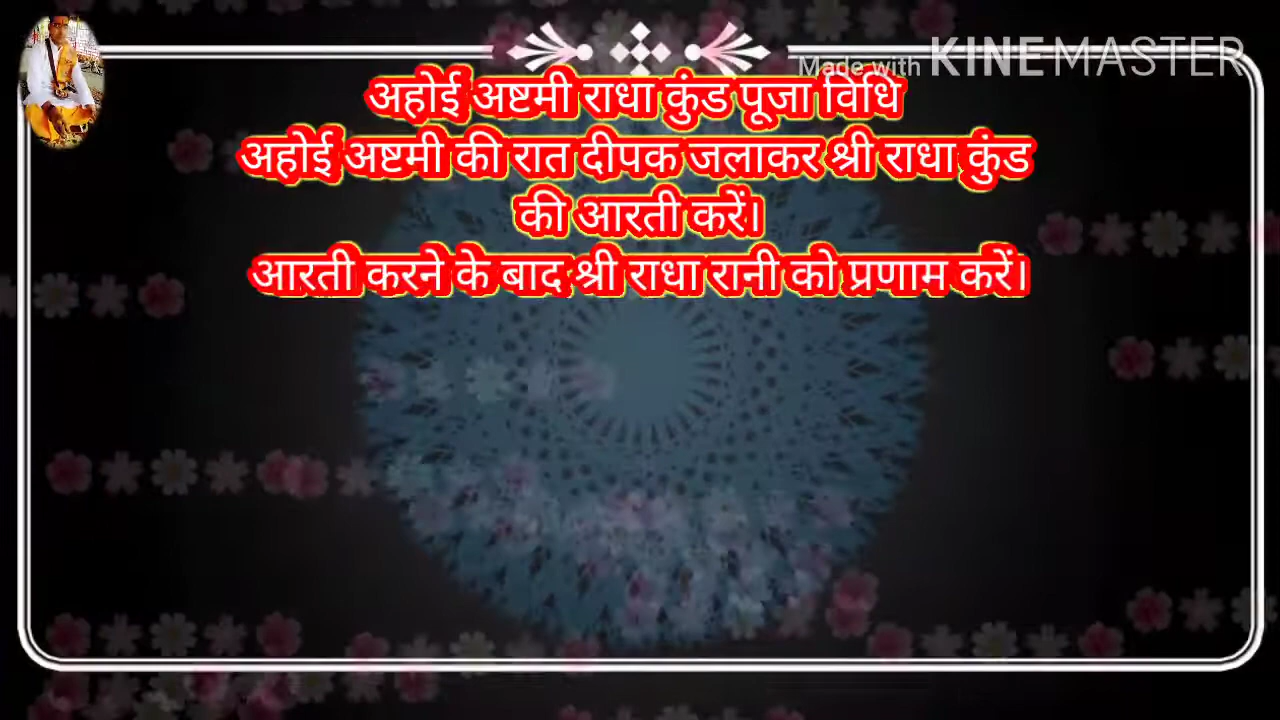 Made with KINEMASTER
अहोई अष्टमी राधा कुंड पूजा विधि
अहोई अष्टमी की रात दीपक जलाकर श्री राधा कुंड
की आरती करें।
आरती करने के बाद श्री राधा रानी को प्रणाम करें।